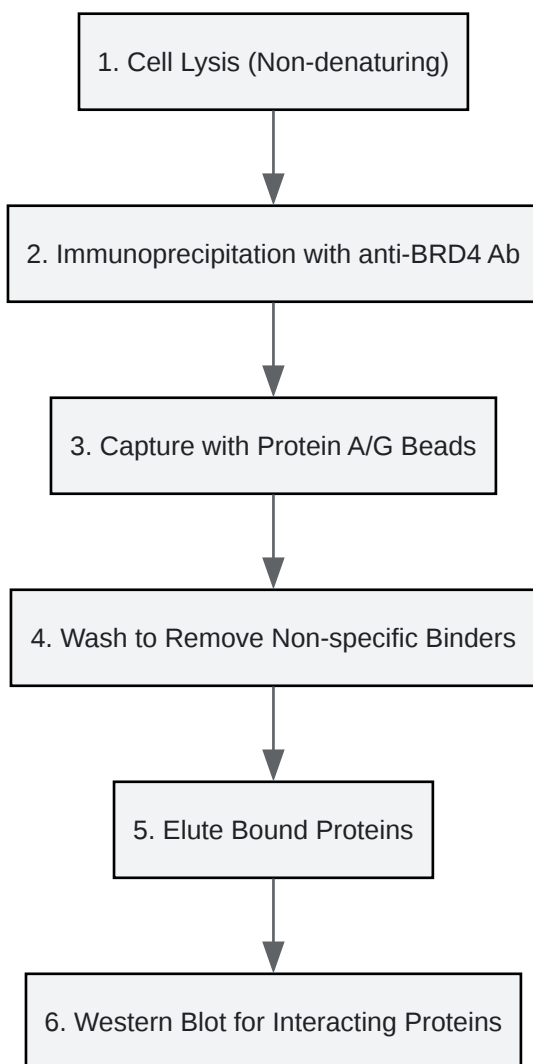 1. Cell Lysis (Non-denaturing)
2. Immunoprecipitation with anti-BRD4 Ab
3. Capture with Protein A/G Beads
4. Wash to Remove Non-specific Binders
5. Elute Bound Proteins
6. Western Blot for Interacting Proteins